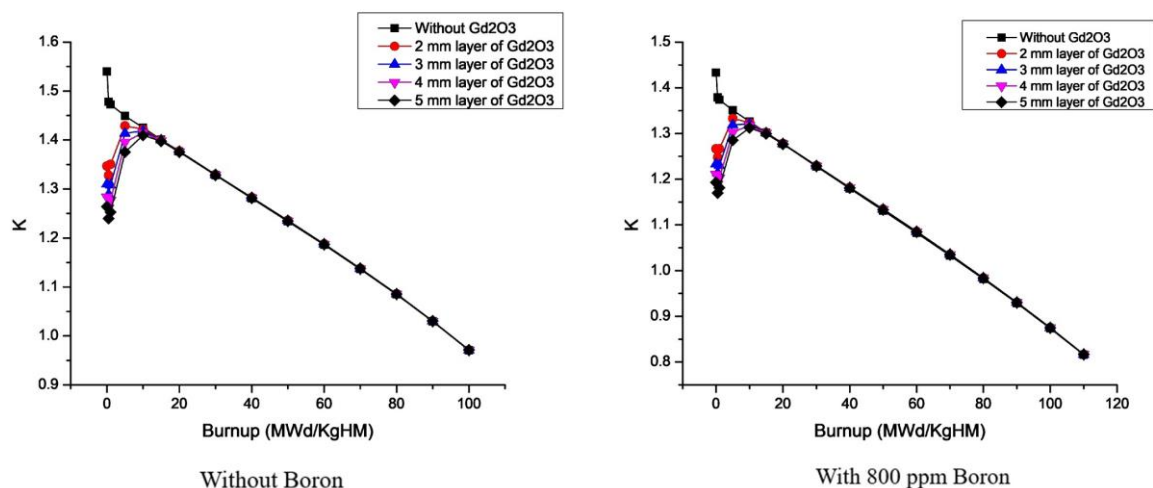 Without Gd2O3
2 mm layer of Gd2O3
3 mm layer of Gd2O3
4 mm layer of Gd2O3
5 mm layer of Gd2O3
1.6
1.5
1.4
1.3
1.2
1.1
1.0
0.9
K
0
20
40
60
80
100
Burnup (MWd/KgHM)
Without Boron
Without Gd2O3
2 mm layer of Gd2O3
3 mm layer of Gd2O3
4 mm layer of Gd2O3
5 mm layer of Gd2O3
1.5
1.4
1.3
1.2
1.1
1.0
0.9
0.8
K
0
20
40
60
80
100
120
Burnup (MWd/KgHM)
With 800 ppm Boron